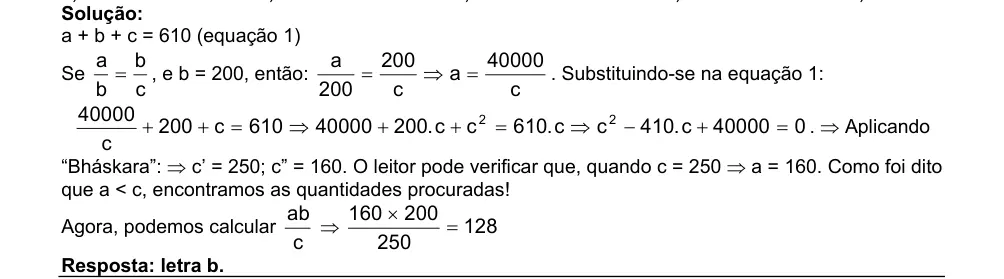 Solução:
a + b + c = 610 (equação 1)
Se a/b = b/c, e b = 200, então: a/200 = 200/c ⇒ a = 40000/c. Substituindo-se na equação 1:
40000/c + 200 + c = 610 ⇒ 40000 + 200.c + c² = 610.c ⇒ c² − 410.c + 40000 = 0. ⇒ Aplicando
“Bháskara”: ⇒ c’ = 250; c” = 160. O leitor pode verificar que, quando c = 250 ⇒ a = 160. Como foi dito
que a < c, encontramos as quantidades procuradas!
Agora, podemos calcular ab/c ⇒ 160 × 200/250 = 128
Resposta: letra b.